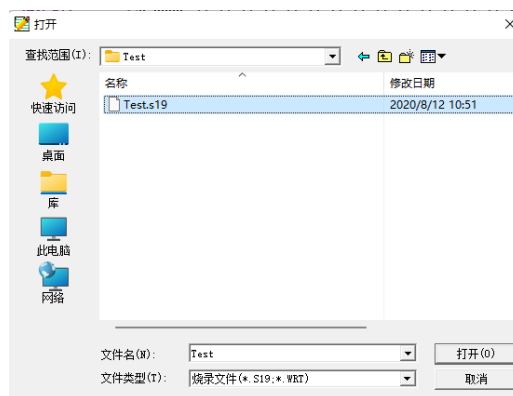 打开
查找范围(I):
Test
快速访问
桌面
库
此电脑
网络
名称
修改日期
Test.s19
2020/8/12 10:51
文件名(N):
Test
打开(O)
文件类型(T):
烧录文件(*.S19;*.WRT)
取消